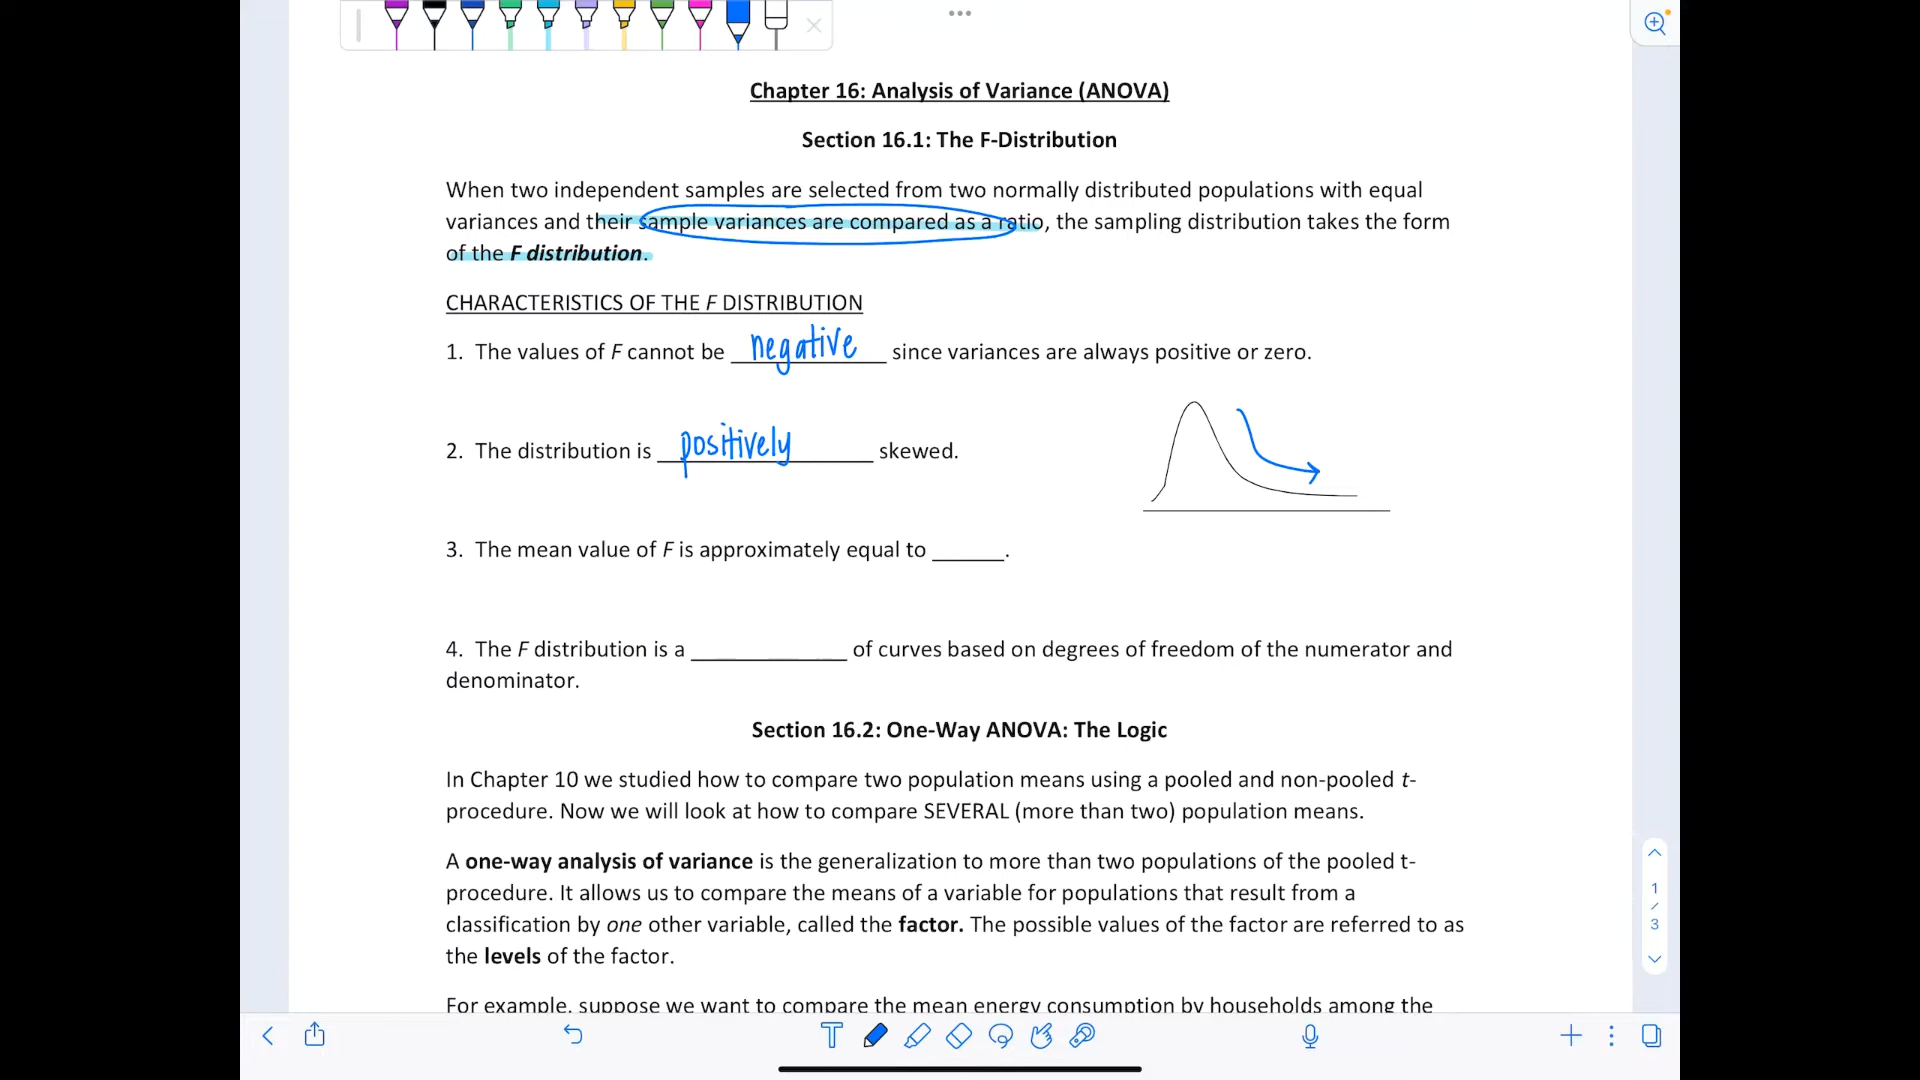 Chapter 16: Analysis of Variance (ANOVA)
Section 16.1: The F-Distribution
When two independent samples are selected from two normally distributed populations with equal
variances and their sample variances are compared as a ratio, the sampling distribution takes the form
of the F distribution.
CHARACTERISTICS OF THE F DISTRIBUTION
1. The values of F cannot be negative since variances are always positive or zero.
2. The distribution is positively skewed.
3. The mean value of F is approximately equal to ______.
4. The F distribution is a _____________ of curves based on degrees of freedom of the numerator and
denominator.
Section 16.2: One-Way ANOVA: The Logic
In Chapter 10 we studied how to compare two population means using a pooled and non-pooled t-
procedure. Now we will look at how to compare SEVERAL (more than two) population means.
A one-way analysis of variance is the generalization to more than two populations of the pooled t-
procedure. It allows us to compare the means of a variable for populations that result from a
classification by one other variable, called the factor. The possible values of the factor are referred to as
the levels of the factor.
For example, suppose we want to compare the mean energy consumption by households among the
1
/
3